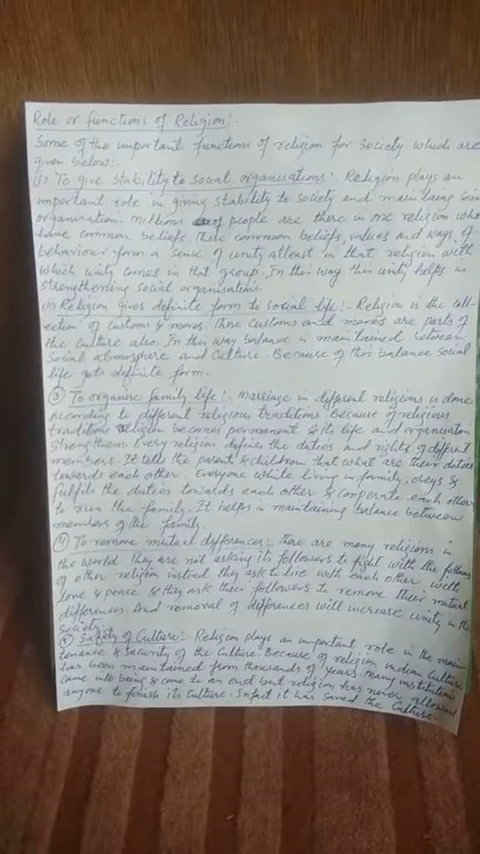 Role or functions of Religion:-
Some of the important functions of religion for society which are
given below:-
(i) To give stability to social organisations:- Religion plays an
important role in giving stability to society and maintaing
organisation. millions of people are there in one religion who
have common beliefs. These common beliefs, values and ways of
behaviour form a sense of unity atleast in that religion with
which unity comes in that group. In this way this unity helps in
strengthening social organisations.
(ii) Religion gives definite form to social life:- Religion is the coll-
ection of customs & mores. These customs and mores are parts of
the culture also. In this way balance is maintained between
social atmosphere and culture. Because of this balance social
life gets definite form.
(3) To organise family life:- marriage in different religions is done
According to different religious traditions. Because of religious
tradition Religion becomes permanent & its life and organisation
strengthens. Every religion defines the duties and rights of different
members. It tells the parents & children that what are their duties
towards each other. Everyone while living in family, obeys &
fulfils the duties towards each other & corperate each other
to run the family. It helps in maintaining balance between
members of the family.
(4) To remove mutual differences:- there are many religions in
the world they are not asking its followers to fight with the follows
of other religion instead they ask to live with each other with
love & peace & they ask their followers to remove their mutual
differences. And removal of differences will increase unity in the
society.
(5) Safety of Culture:- Religion plays an important role in the main-
tenance & security of the Culture. Because of religion Indian Culture
has been maintained from thousands of years. Many institutions
came into being & come to an end but religion has never allowed
anyone to finish its culture. Infact it has saved the Culture.